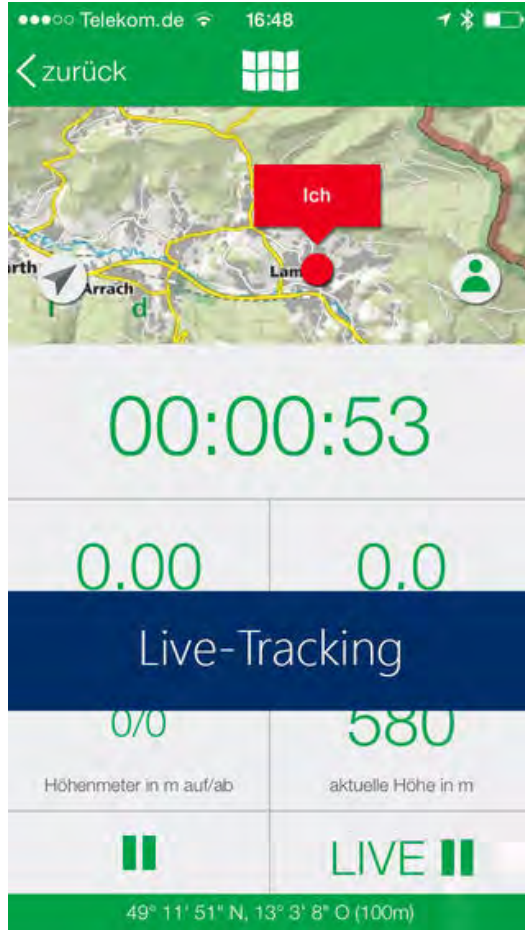 Telekom.de 16:48
zurück
Ich
Lam
Arrach
d
00:00:53
0.00 0.0
Live-Tracking
0/0 580
Höhenmeter in m auf/ab aktuelle Höhe in m
LIVE
49° 11' 51" N, 13° 3' 8" O (100m)